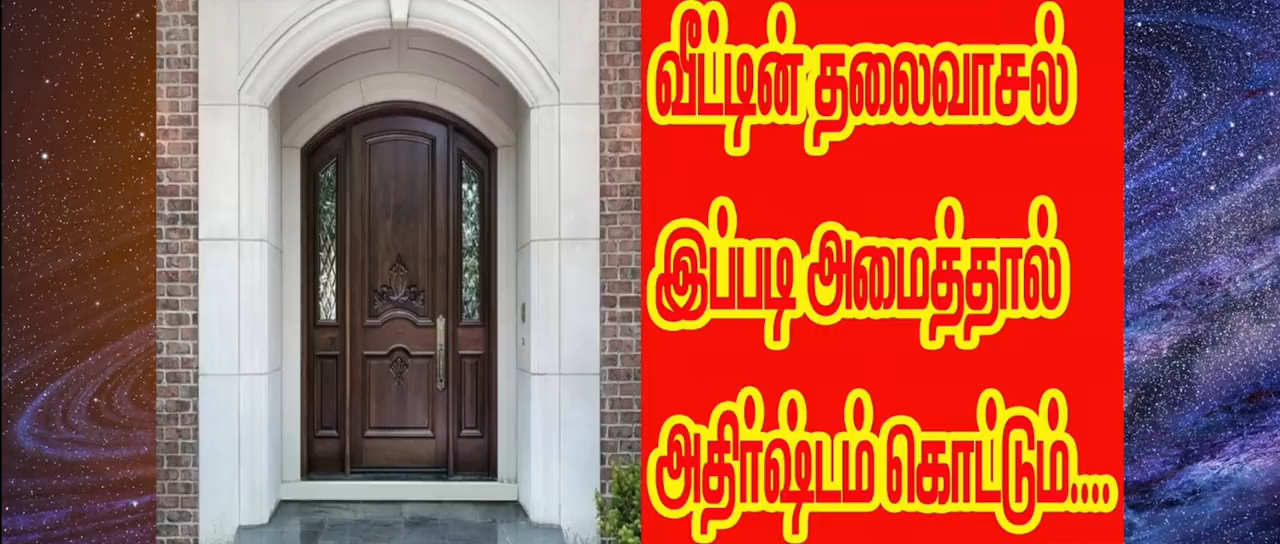 வீட்டின் தலைவாசல்
இப்படி அமைத்தால்
அதிர்ஷ்டம் கொட்டும்....